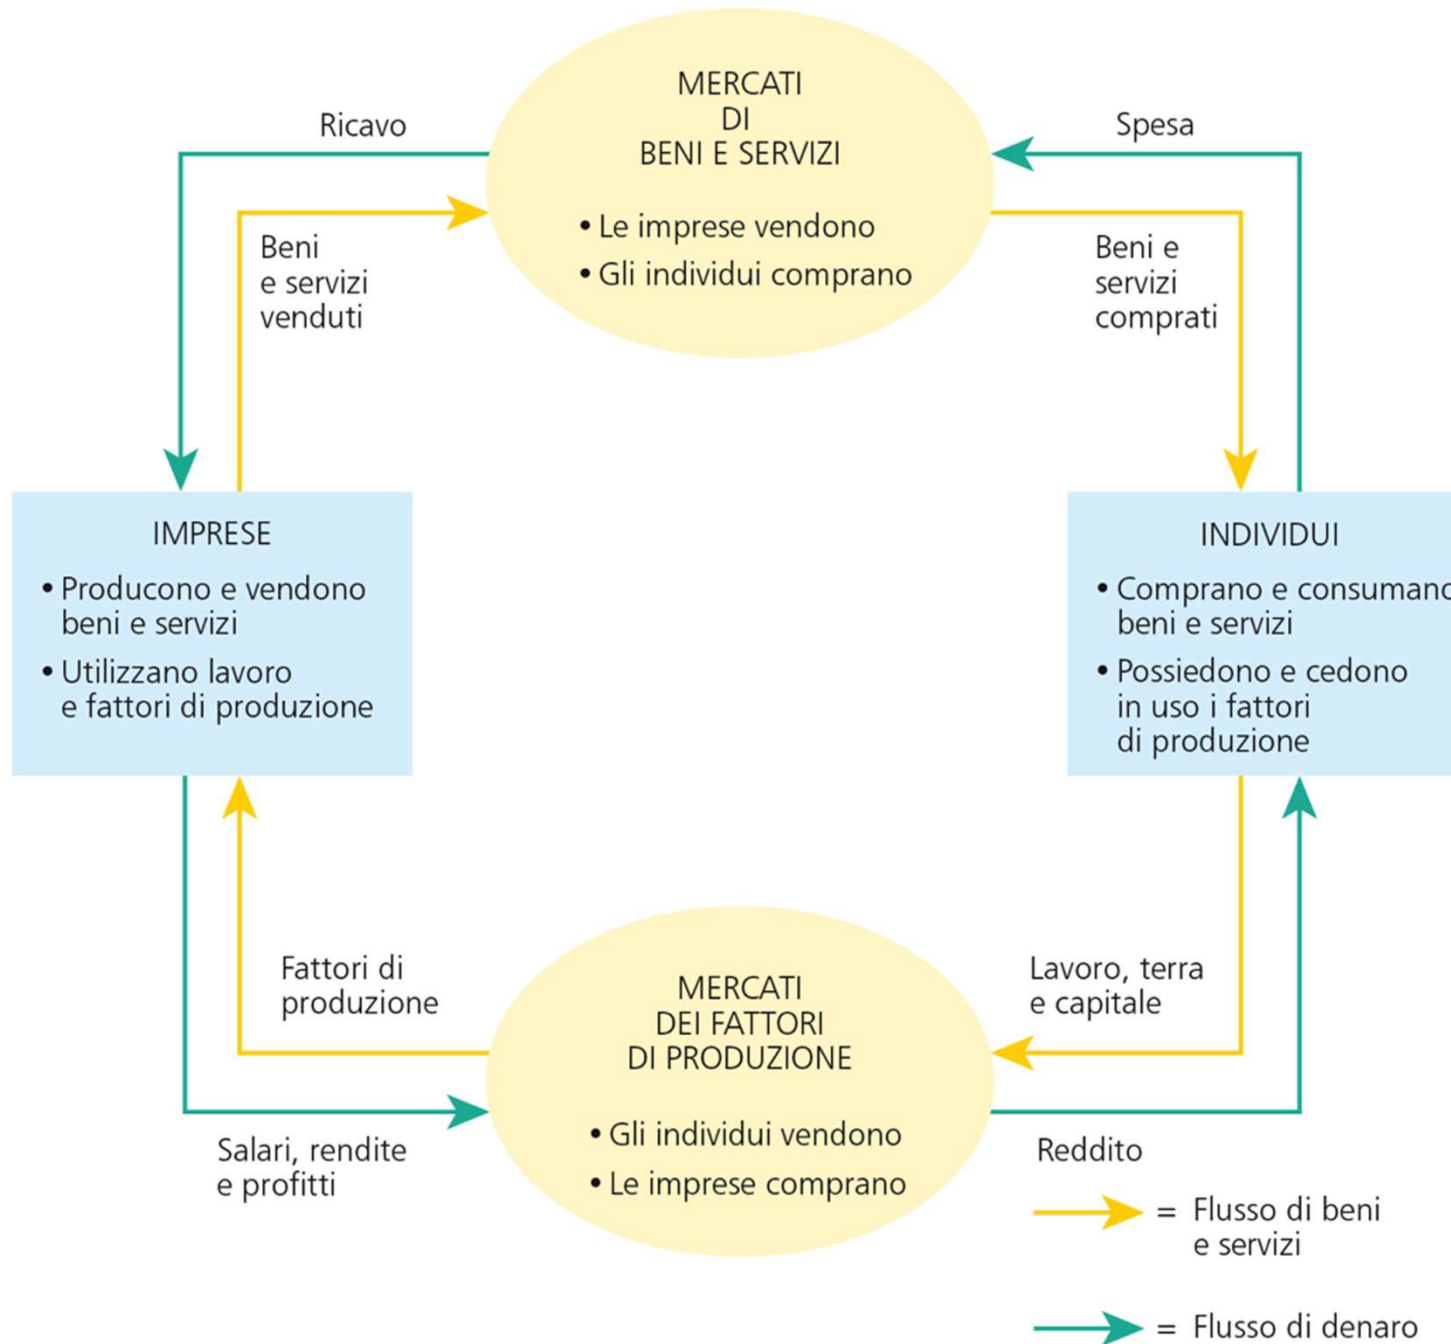 MERCATI
DI
BENI E SERVIZI
• Le imprese vendono
• Gli individui comprano
Ricavo
Spesa
Beni
e servizi
venduti
Beni e
servizi
comprati
IMPRESE
• Producono e vendono
beni e servizi
• Utilizzano lavoro
e fattori di produzione
INDIVIDUI
• Comprano e consumano
beni e servizi
• Possiedono e cedono
in uso i fattori
di produzione
Fattori di
produzione
Lavoro, terra
e capitale
MERCATI
DEI FATTORI
DI PRODUZIONE
• Gli individui vendono
• Le imprese comprano
Salari, rendite
e profitti
Reddito
= Flusso di beni
e servizi
= Flusso di denaro